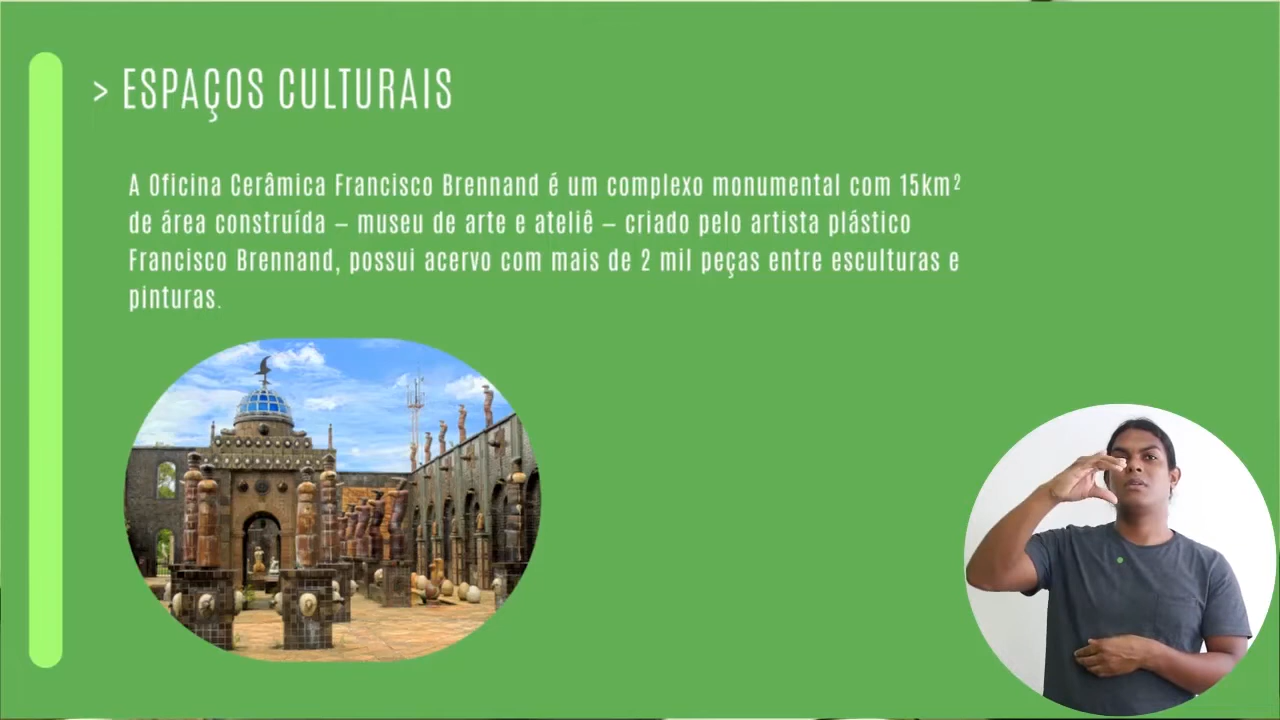 > ESPAÇOS CULTURAIS
A Oficina Cerâmica Francisco Brennand é um complexo monumental com 15km²
de área construída – museu de arte e ateliê – criado pelo artista plástico
Francisco Brennand, possui acervo com mais de 2 mil peças entre esculturas e
pinturas.